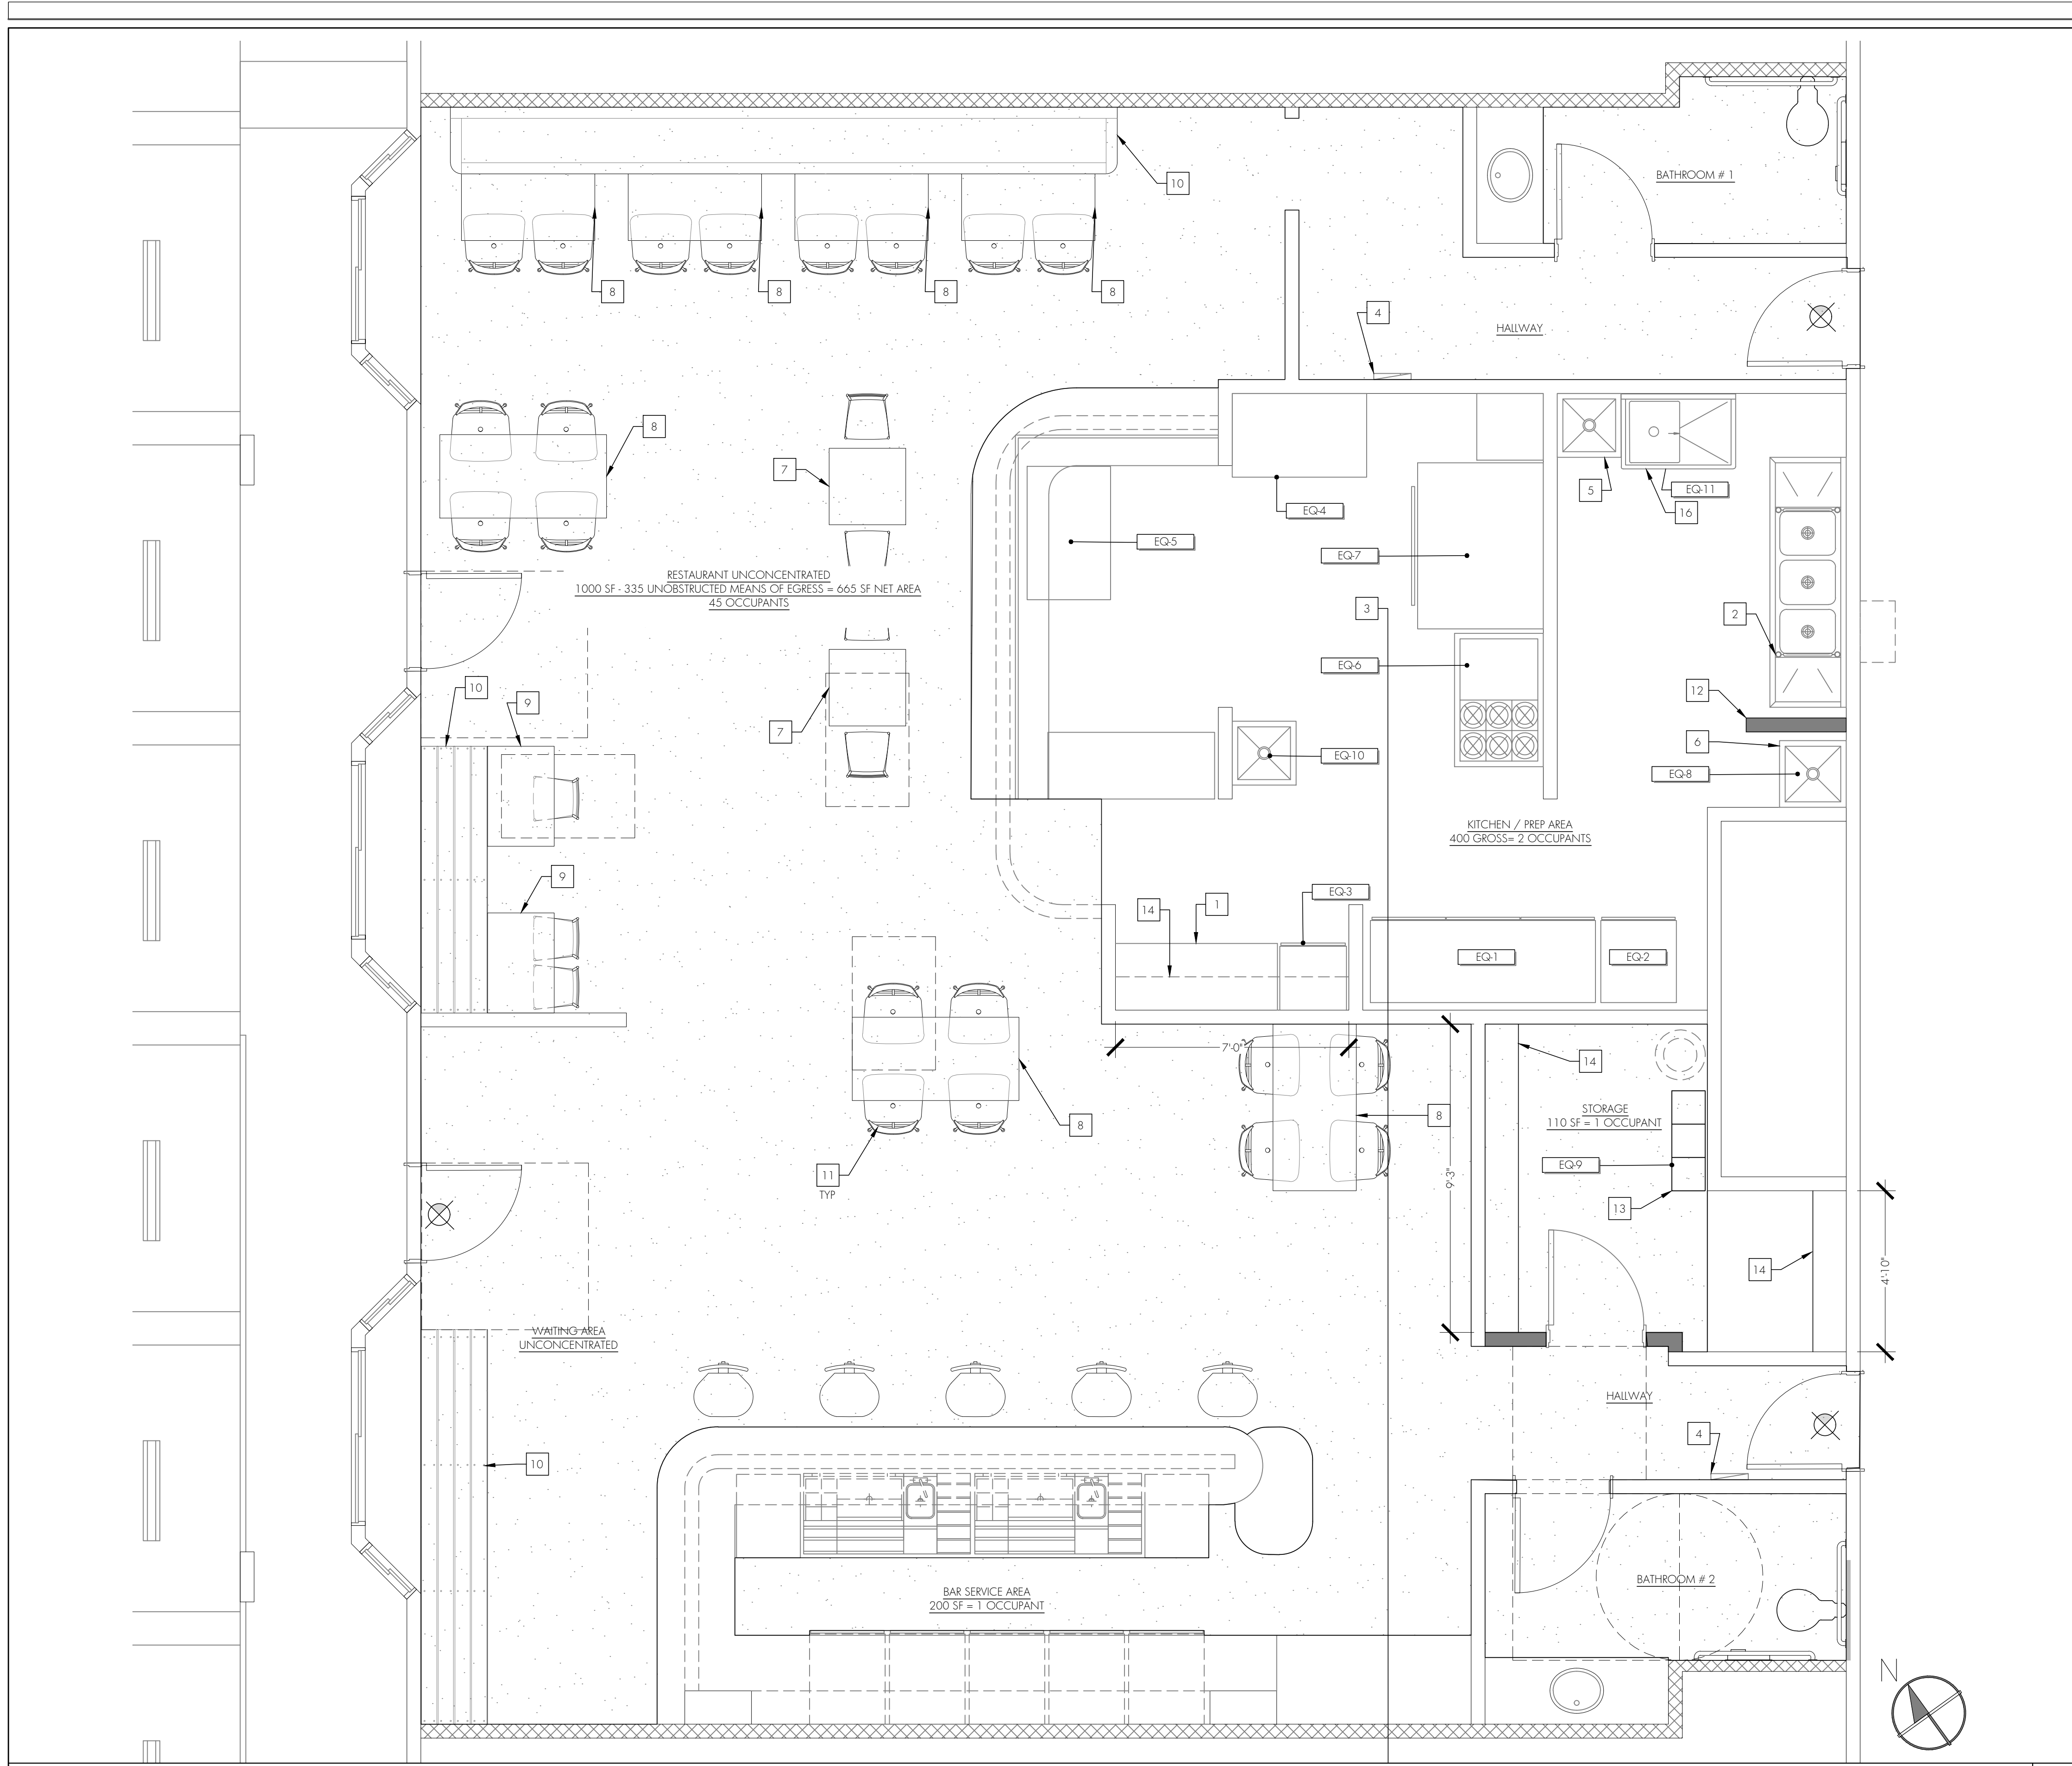 BATHROOM # 1
10
8
8
8
8
4
HALLWAY
8
7
5
EQ-11
16
EQ-4
EQ-5
EQ-7
RESTAURANT UNCONCENTRATED
1000 SF - 335 UNOBSTRUCTED MEANS OF EGRESS = 665 SF NET AREA
45 OCCUPANTS
3
2
EQ-6
10
9
7
12
6
EQ-10
EQ-8
KITCHEN / PREP AREA
400 GROSS= 2 OCCUPANTS
9
EQ-3
1
14
EQ-1
EQ-2
7'-0"
14
STORAGE
110 SF = 1 OCCUPANT
8
8
11
TYP
9'-3"
EQ-9
13
14
4'-10"
WAITING AREA
UNCONCENTRATED
HALLWAY
4
10
BATHROOM # 2
BAR SERVICE AREA
200 SF = 1 OCCUPANT
N